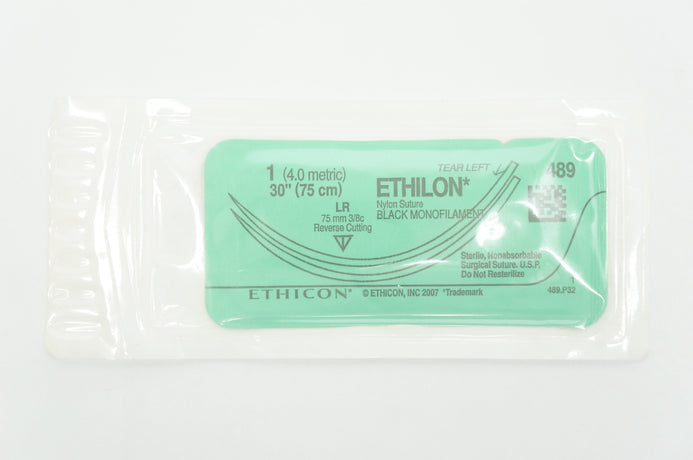 1 (4.0 metric)
30" (75 cm)
LR
75 mm 3/8c
Reverse Cutting
TEAR LEFT
ETHILON*
Nylon Suture
BLACK MONOFILAMENT
489
Sterile, Nonabsorbable
Surgical Suture. U.S.P.
Do Not Resterilize
1
489.P32
ETHICON* © ETHICON, INC 2007 *Trademark